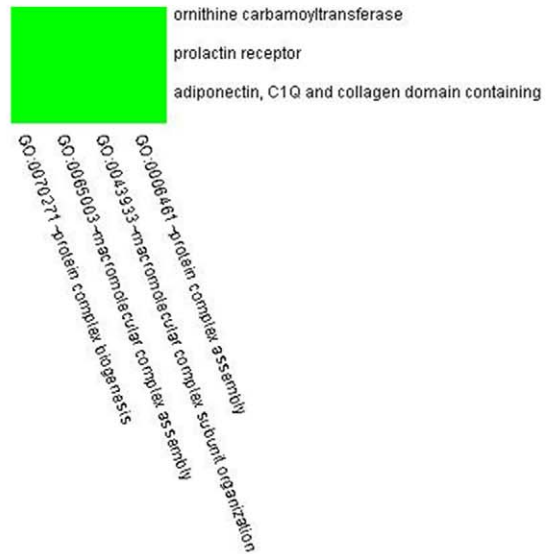 ornithine carbamoyltransferase
prolactin receptor
adiponectin, C1Q and collagen domain containing
GO:0070271~protein complex biogenesis
GO:0065003~macromolecular complex assembly
GO:0043933~macromolecular complex subunit organization
GO:0006461~protein complex assembly